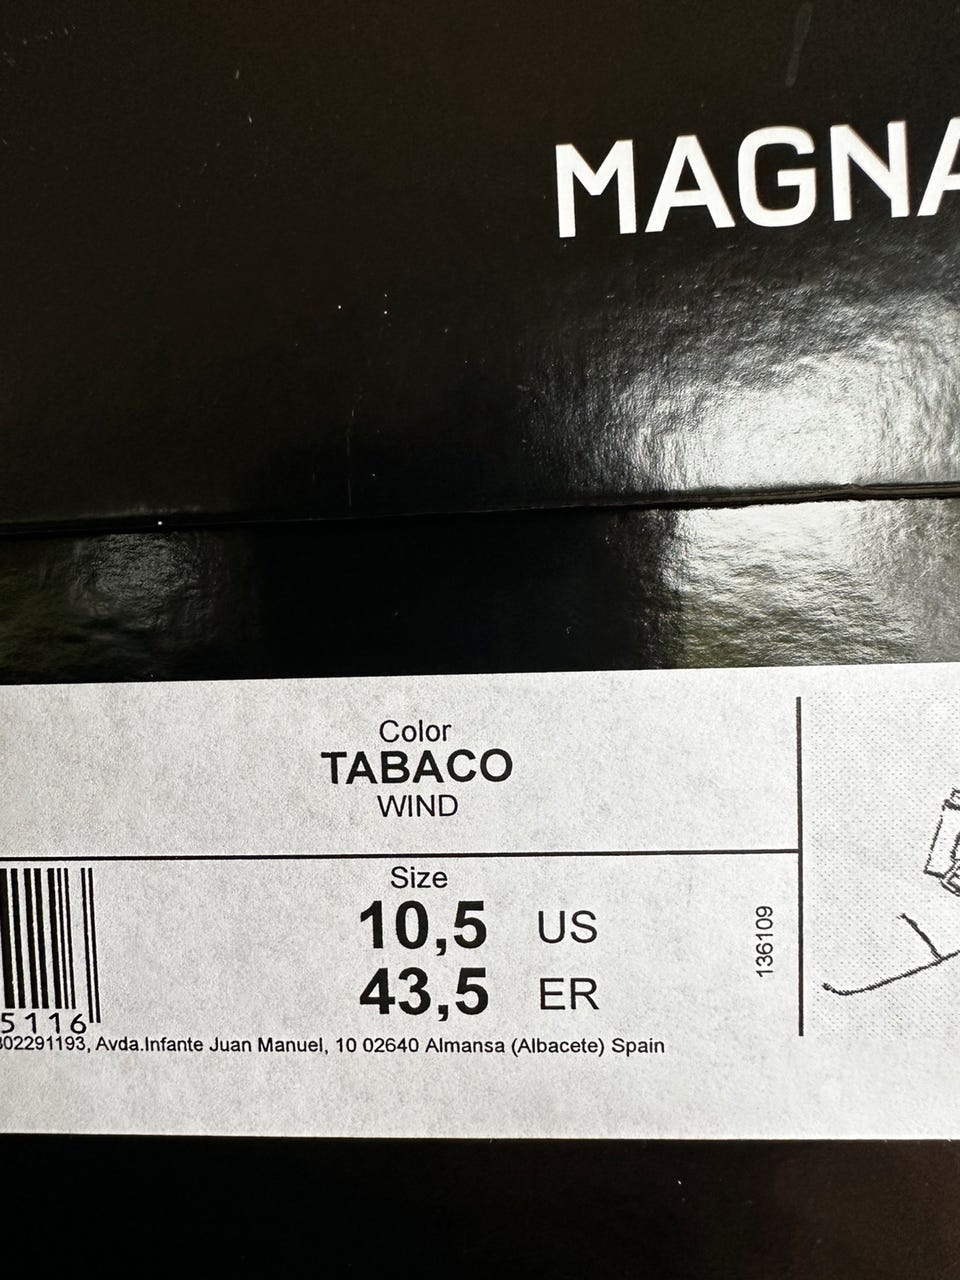 MAGNA
Color
TABACO
WIND
Size
10,5 US
43,5 ER
136109
5116
302291193, Avda.Infante Juan Manuel, 10 02640 Almansa (Albacete) Spain